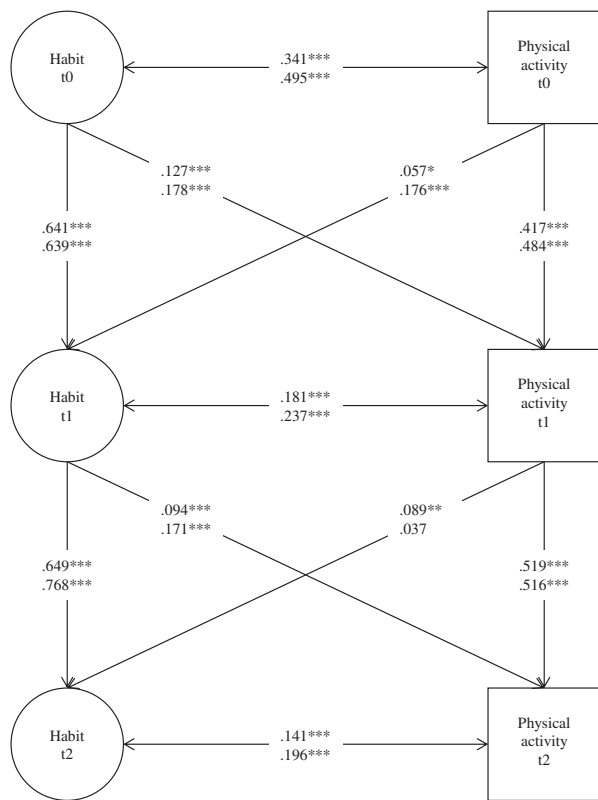 Habit
t0
.341***
.495***
Physical
activity
t0
.127***
.178***
.057*
.176***
.641***
.639***
.417***
.484***
Habit
t1
.181***
.237***
Physical
activity
t1
.094***
.171***
.089**
.037
.649***
.768***
.519***
.516***
Habit
t2
.141***
.196***
Physical
activity
t2